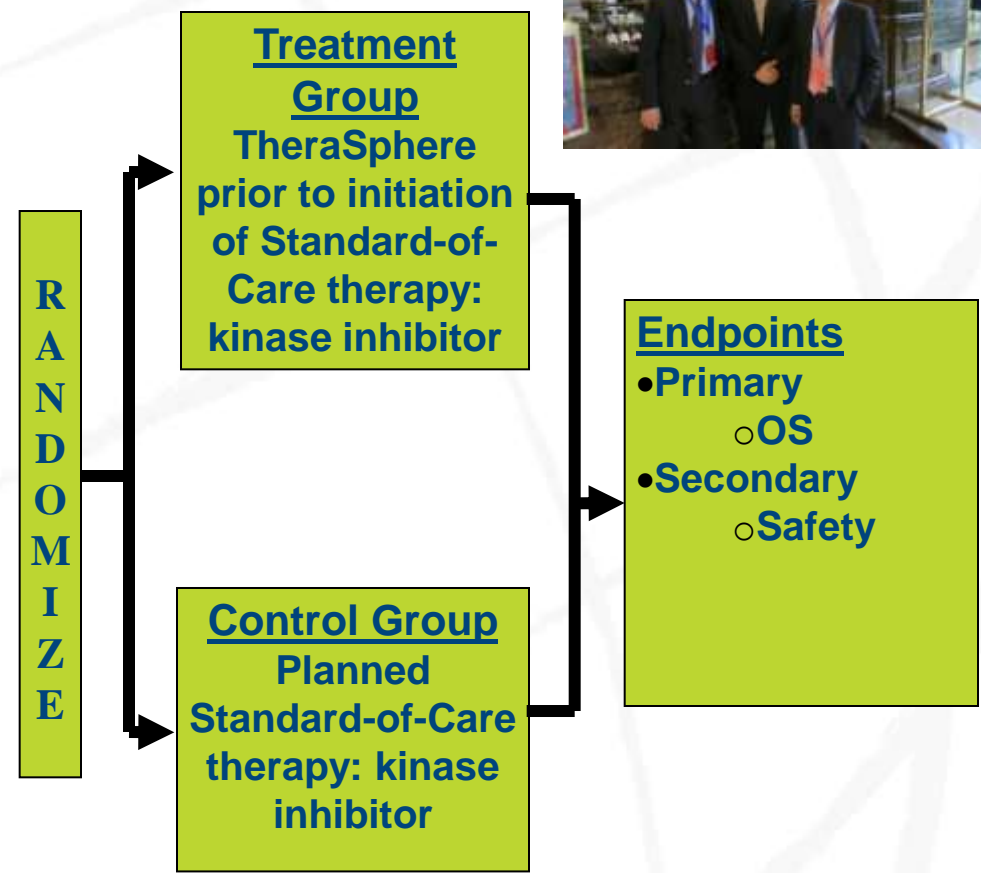 R
A
N
D
O
M
I
Z
E
Treatment
Group
TheraSphere
prior to initiation
of Standard-of-
Care therapy:
kinase inhibitor
Control Group
Planned
Standard-of-Care
therapy: kinase
inhibitor
Endpoints
•Primary
○OS
•Secondary
○Safety